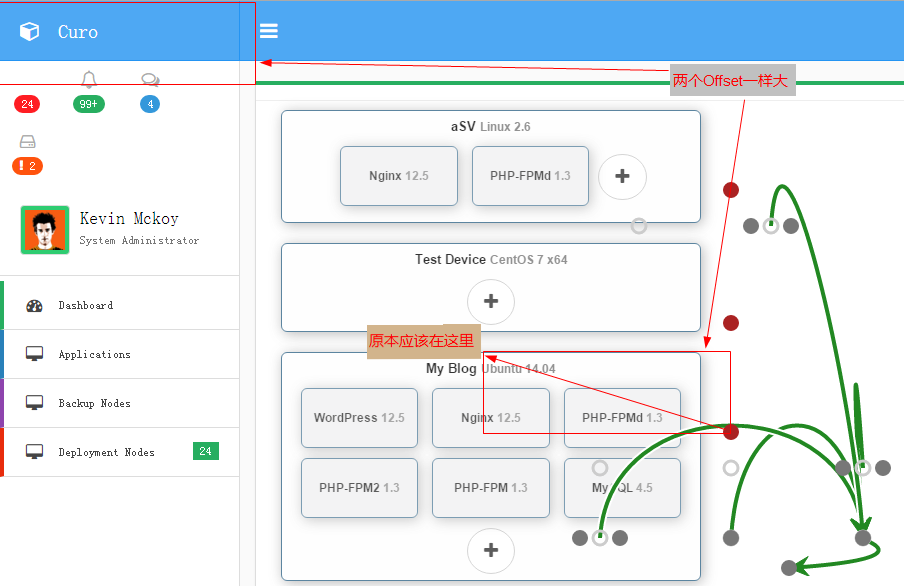 Curo
两个Offset一样大
24
99+
4
! 2
Kevin Mckoy
System Administrator
Dashboard
Applications
Backup Nodes
Deployment Nodes 24
aSV Linux 2.6
Nginx 12.5
PHP-FPMd 1.3
Test Device CentOS 7 x64
原本应该在这里
My Blog Ubuntu 14.04
WordPress 12.5
Nginx 12.5
PHP-FPMd 1.3
PHP-FPM2 1.3
PHP-FPM 1.3
MySQL 4.5